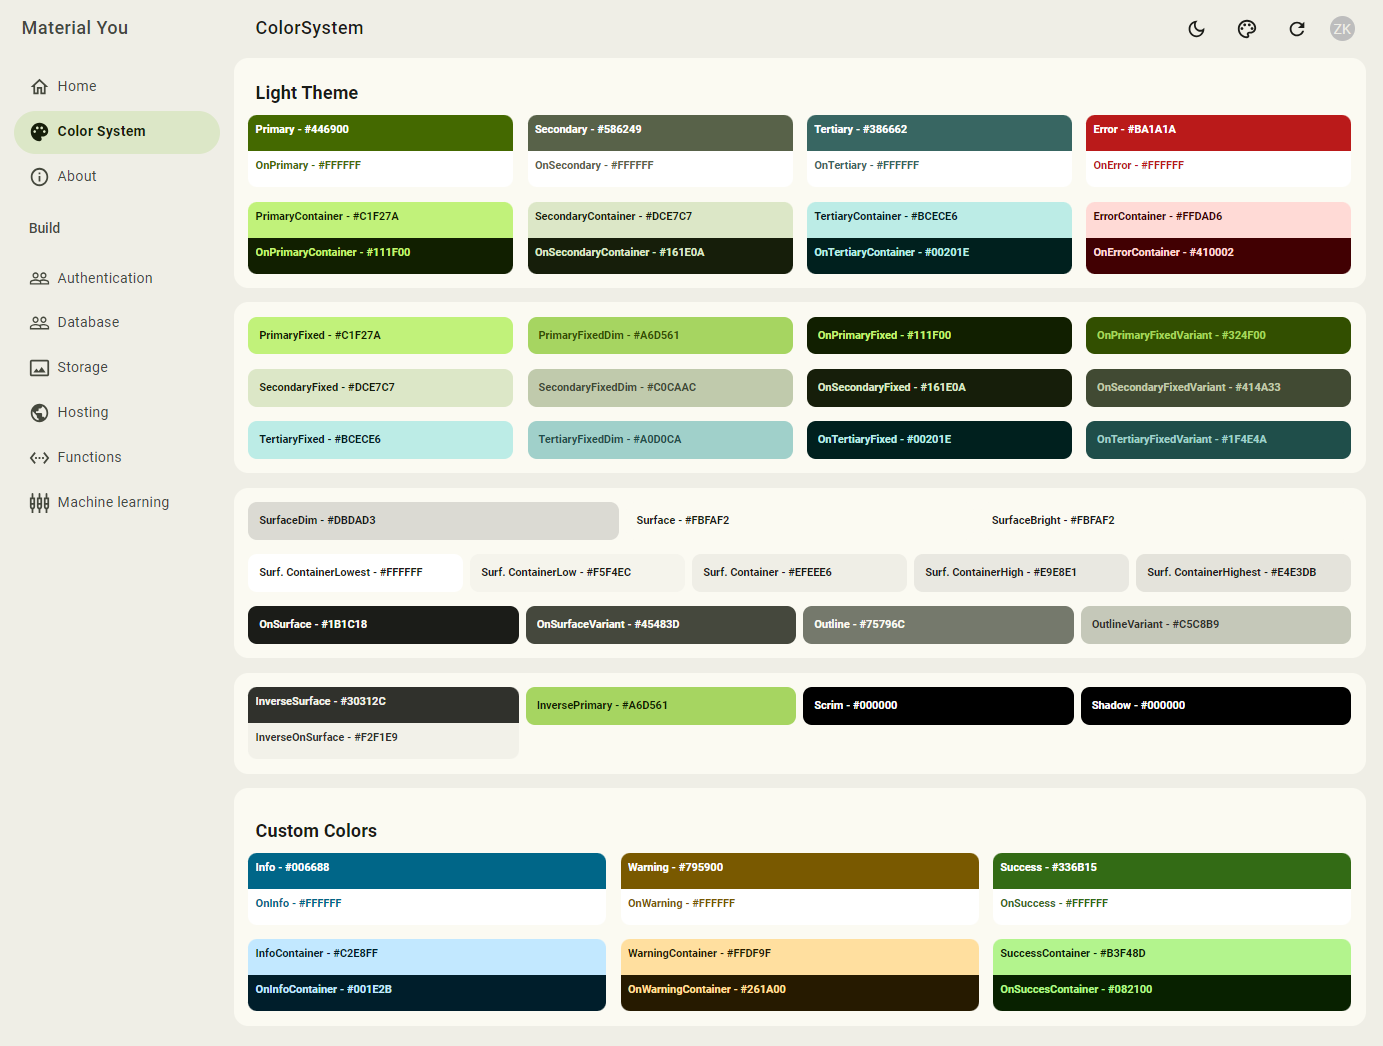 Material You
ColorSystem
ZK
Home
Color System
About
Build
Authentication
Database
Storage
Hosting
Functions
Machine learning
Light Theme
Primary - #446900
OnPrimary - #FFFFFF
Secondary - #586249
OnSecondary - #FFFFFF
Tertiary - #386662
OnTertiary - #FFFFFF
Error - #BA1A1A
OnError - #FFFFFF
PrimaryContainer - #C1F27A
OnPrimaryContainer - #111F00
SecondaryContainer - #DCE7C7
OnSecondaryContainer - #161E0A
TertiaryContainer - #BCECE6
OnTertiaryContainer - #00201E
ErrorContainer - #FFDAD6
OnErrorContainer - #410002
PrimaryFixed - #C1F27A
PrimaryFixedDim - #A6D561
OnPrimaryFixed - #111F00
OnPrimaryFixedVariant - #324F00
SecondaryFixed - #DCE7C7
SecondaryFixedDim - #C0CAAC
OnSecondaryFixed - #161E0A
OnSecondaryFixedVariant - #414A33
TertiaryFixed - #BCECE6
TertiaryFixedDim - #A0D0CA
OnTertiaryFixed - #00201E
OnTertiaryFixedVariant - #1F4E4A
SurfaceDim - #DBDAD3
Surface - #FBFAF2
SurfaceBright - #FBFAF2
Surf. ContainerLowest - #FFFFFF
Surf. ContainerLow - #F5F4EC
Surf. Container - #EFEEE6
Surf. ContainerHigh - #E9E8E1
Surf. ContainerHighest - #E4E3DB
OnSurface - #1B1C18
OnSurfaceVariant - #45483D
Outline - #75796C
OutlineVariant - #C5C8B9
InverseSurface - #30312C
InverseOnSurface - #F2F1E9
InversePrimary - #A6D561
Scrim - #000000
Shadow - #000000
Custom Colors
Info - #006688
OnInfo - #FFFFFF
Warning - #795900
OnWarning - #FFFFFF
Success - #336B15
OnSuccess - #FFFFFF
InfoContainer - #C2E8FF
OnInfoContainer - #001E2B
WarningContainer - #FFDF9F
OnWarningContainer - #261A00
SuccessContainer - #B3F48D
OnSuccesContainer - #082100